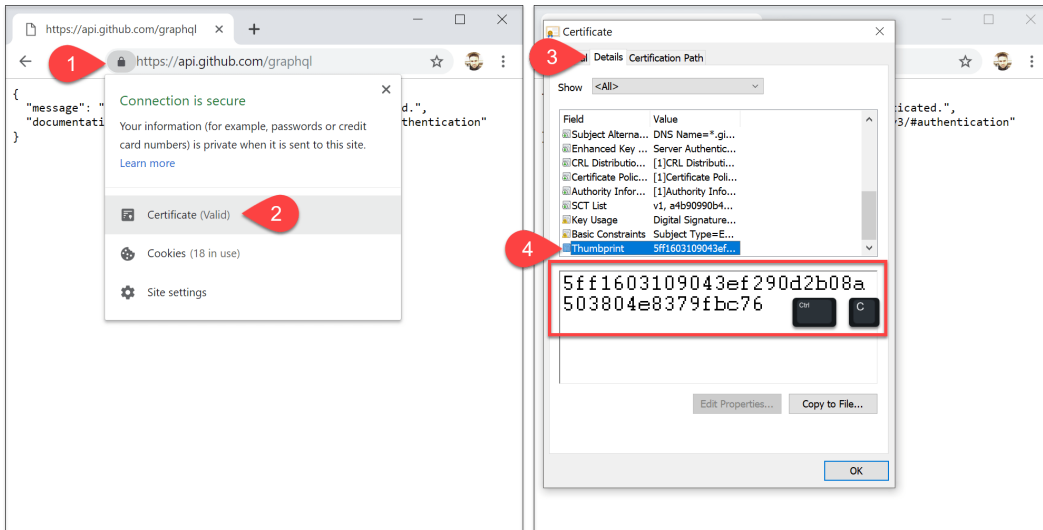 https://api.github.com/graphql
1
https://api.github.com/graphql
{
"message": "
d.",
"documentati
thentication"
}
Connection is secure
Your information (for example, passwords or credit
card numbers) is private when it is sent to this site.
Learn more
Certificate (Valid)
2
Cookies (18 in use)
Site settings
Certificate
3
Details Certification Path
Show <All>
Field Value
Subject Alterna... DNS Name=*.gi...
Enhanced Key ... Server Authentic...
CRL Distributio... [1]CRL Distributi...
Certificate Polic... [1]Certificate Poli...
Authority Infor... [1]Authority Info...
SCT List v1, a4b90990b4...
Key Usage Digital Signature...
Basic Constraints Subject Type=E...
4
Thumbprint 5ff1603109043ef...
5ff1603109043ef290d2b08a
503804e8379fbc76
Ctrl C
Edit Properties... Copy to File...
OK
icated.",
v3/#authentication"